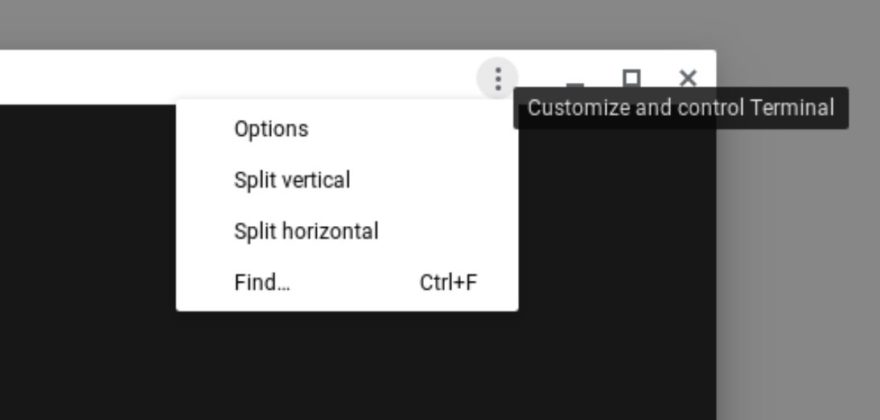 Customize and control Terminal
Options
Split vertical
Split horizontal
Find… Ctrl+F